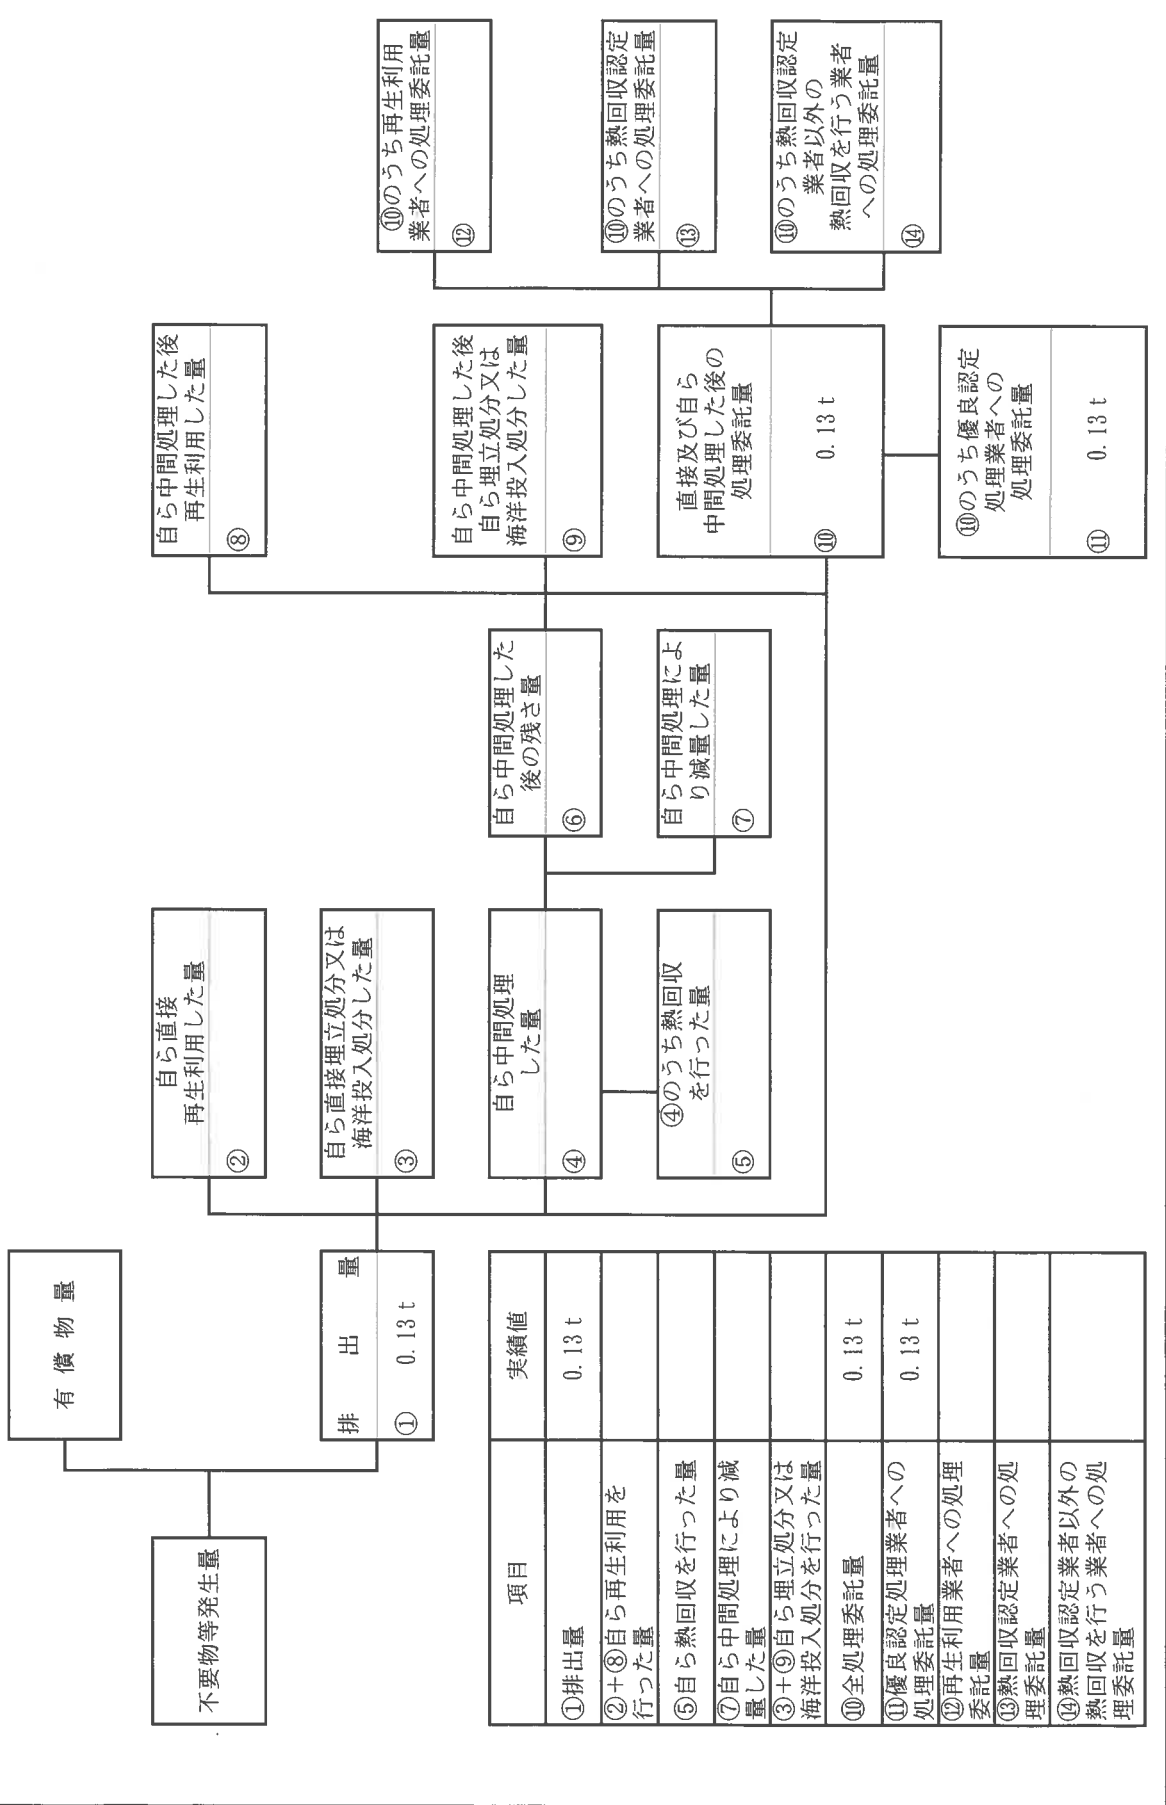 不要物等発生量
有償物量
排出量
① 0.13t
自ら直接
再生利用した量
②
自ら直接埋立処分又は
海洋投入処分した量
③
自ら中間処理
した量
④
④のうち熱回収
を行った量
⑤
自ら中間処理した
後の残さ量
⑥
自ら中間処理によ
り減量した量
⑦
自ら中間処理した後
再生利用した量
⑧
自ら中間処理した後
自ら埋立処分又は
海洋投入処分した量
⑨
直接及び自ら
中間処理した後の
処理委託量
⑩ 0.13t
⑩のうち優良認定
処理業者への
処理委託量
⑪ 0.13t
⑩のうち再生利用
業者への処理委託量
⑫
⑩のうち熱回収認定
業者への処理委託量
⑬
⑩のうち熱回収認定
業者以外の
熱回収を行う業者
への処理委託量
⑭
項目 実績値
①排出量 0.13t
②+⑧自ら再生利用を
行った量
⑤自ら熱回収を行った量
⑦自ら中間処理により減
量した量
③+⑨自ら埋立処分又は
海洋投入処分を行った量
⑩全処理委託量 0.13t
⑪優良認定処理業者への
処理委託量 0.13t
⑫再生利用業者への処理
委託量
⑬熱回収認定業者への処
理委託量
⑭熱回収認定業者以外の
熱回収を行う業者への処
理委託量